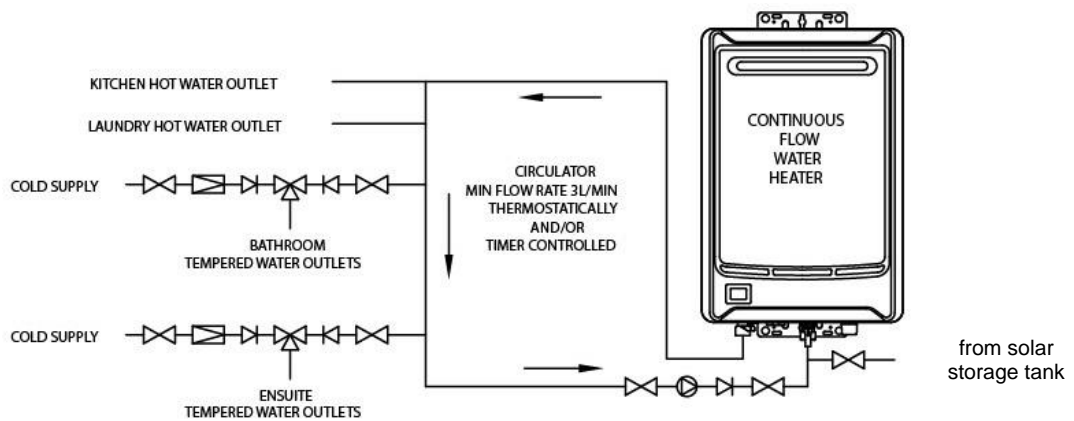 KITCHEN HOT WATER OUTLET
LAUNDRY HOT WATER OUTLET
COLD SUPPLY
BATHROOM
TEMPERED WATER OUTLETS
COLD SUPPLY
ENSUITE
TEMPERED WATER OUTLETS
CIRCULATOR
MIN FLOW RATE 3L/MIN
THERMOSTATICALLY
AND/OR
TIMER CONTROLLED
CONTINUOUS
FLOW
WATER
HEATER
from solar
storage tank